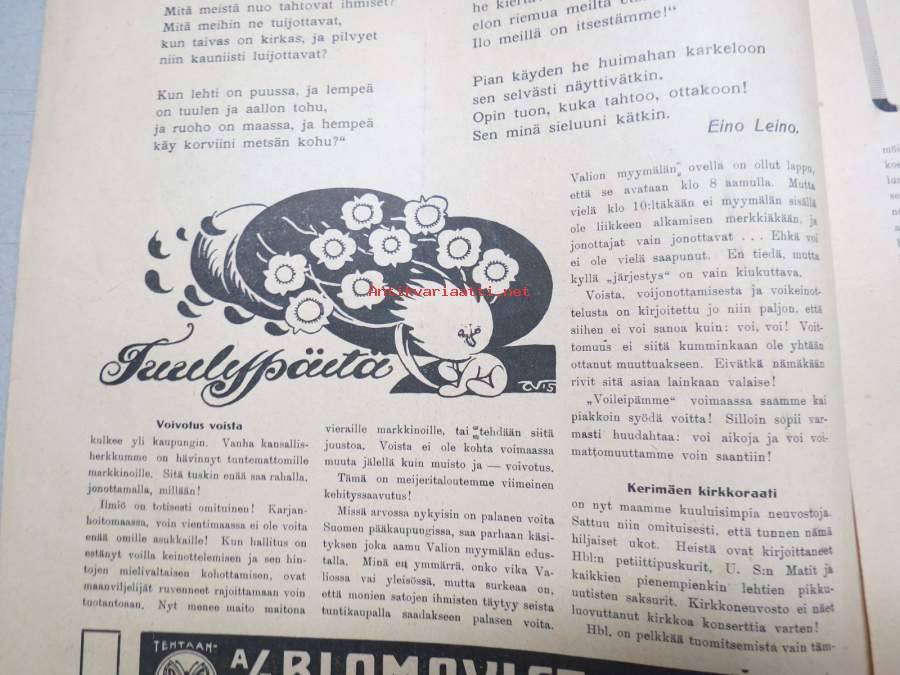 Mitä meistä nuo tahtovat ihmiset?
Mitä meihin ne tuijottavat,
kun taivas on kirkas, ja pilvyet
niin kauniisti luijottavat?
Kun lehti on puussa, ja lempeä
on tuulen ja aallon tohu,
ja ruoho on maassa, ja hempeä
käy korviini metsän kohu?"
elon riemua meiltä
Ilo meillä on itsestämme!"
Pian käyden he huimahan karkeloon
sen selvästi näyttivätkin.
Opin tuon, kuka tahtoo, ottakoon!
Sen minä sieluuni kätkin.
Eino Leino.
Antikvariaatti.net
Tuulispäitä
OV15
Voivotus voista
kulkee yli kaupungin. Vanha kansallis-
herkkumme on hävinnyt tuntemattomille
markkinoille. Sitä tuskin enää saa rahalla,
jonottamalla, millään!
Ilmiö on totisesti omituinen! Karjan-
hoitomaassa, voin vientimaassa ei ole voita
enää omille asukkaille! Kun hallitus on
estänyt voilla keinottelemisen ja sen hin-
tojen mielivaltaisen kohottamisen, ovat
maanviljelijät ruvenneet rajoittamaan voin
tuotantoaan. Nyt menee maito maitona
vieraille markkinoille, tai tehdään siitä
juustoa. Voista ei ole kohta voimaassa
muuta jälellä kuin muisto ja — voivotus.
Tämä on meijeritaloutemme viimeinen
kehityssaavutus!
Missä arvossa nykyisin on palanen voita
Suomen pääkaupungissa, saa parhaan käsi-
tyksen joka aamu Valion myymälän edus-
talla. Minä en ymmärrä, onko vika Va-
liossa vai yleisössä, mutta surkeaa on,
että monien satojen ihmisten täytyy seista
tuntikaupalla saadakseen palasen voita.
Valion myymälän ovella on ollut lappu,
että se avataan klo 8 aamulla. Mutta
vielä klo 10:ltäkään ei myymälän sisällä
ole liikkeen alkamisen merkkiäkään, ja
jonottajat vain jonottavat . . . Ehkä voi
ei ole vielä saapunut. En tiedä, mutta
kyllä „järjestys" on vain kiukuttava.
Voista, voijonottamisesta ja voikeinot-
telusta on kirjoitettu jo niin paljon, että
siihen ei voi sanoa kuin: voi, voi! Voit-
tomuus ei siitä kumminkaan ole yhtään
ottanut muuttuakseen. Eivätkä nämäkään
rivit sitä asiaa lainkaan valaise!
„Voileipämme" voimaassa saamme kai
piakkoin syödä voitta! Silloin sopii var-
masti huudahtaa: voi aikoja ja voi voi-
mattomuuttamme voin saantiin!
Kerimäen kirkkoraati
on nyt maamme kuuluisimpia neuvostoja.
Sattuu niin omituisesti, että tunnen nämä
hiljaiset ukot. Heistä ovat kirjoittaneet
Hbl:n petiittipuskurit, U. S:n Matit ja
kaikkien pienempienkin lehtien pikku-
uutisten saksurit. Kirkkoneuvosto ei näet
luovuttanut kirkkoa konserttia varten!
Hbl. on pelkkää tuomitsemista vain täm-
TEHTAAN-
A/B BLOMQVIST